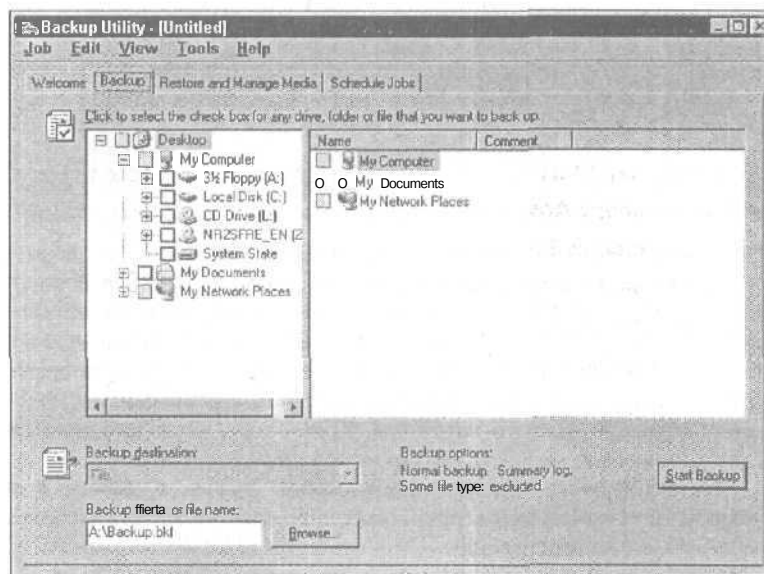 Backup Utility - [Untitled]
Job Edit View Tools Help
Welcome Backup Restore and Manage Media Schedule Jobs
Click to select the check box for any drive, folder or file that you want to back up.
Desktop
My Computer
3½ Floppy (A:)
Local Disk (C:)
CD Drive (L:)
NR2SFRE_EN (Z
System State
My Documents
My Network Places
Name Comment
My Computer
O O My Documents
My Network Places
Backup destination:
File
Backup ffierta or file name:
A:\Backup.bkf
Browse...
Backup options:
Normal backup. Summary log.
Some file type: excluded.
Start Backup